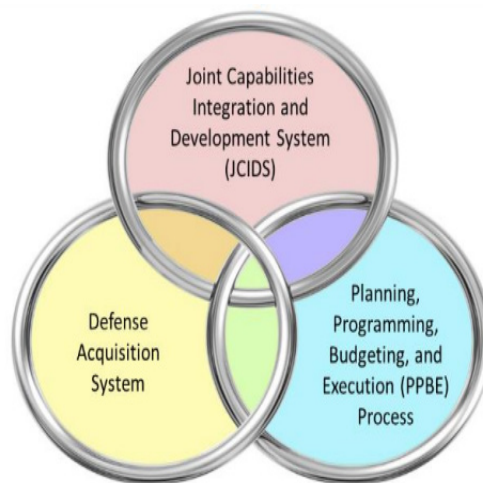 Joint Capabilities
Integration and
Development System
(JCIDS)
Defense
Acquisition
System
Planning,
Programming,
Budgeting, and
Execution (PPBE)
Process